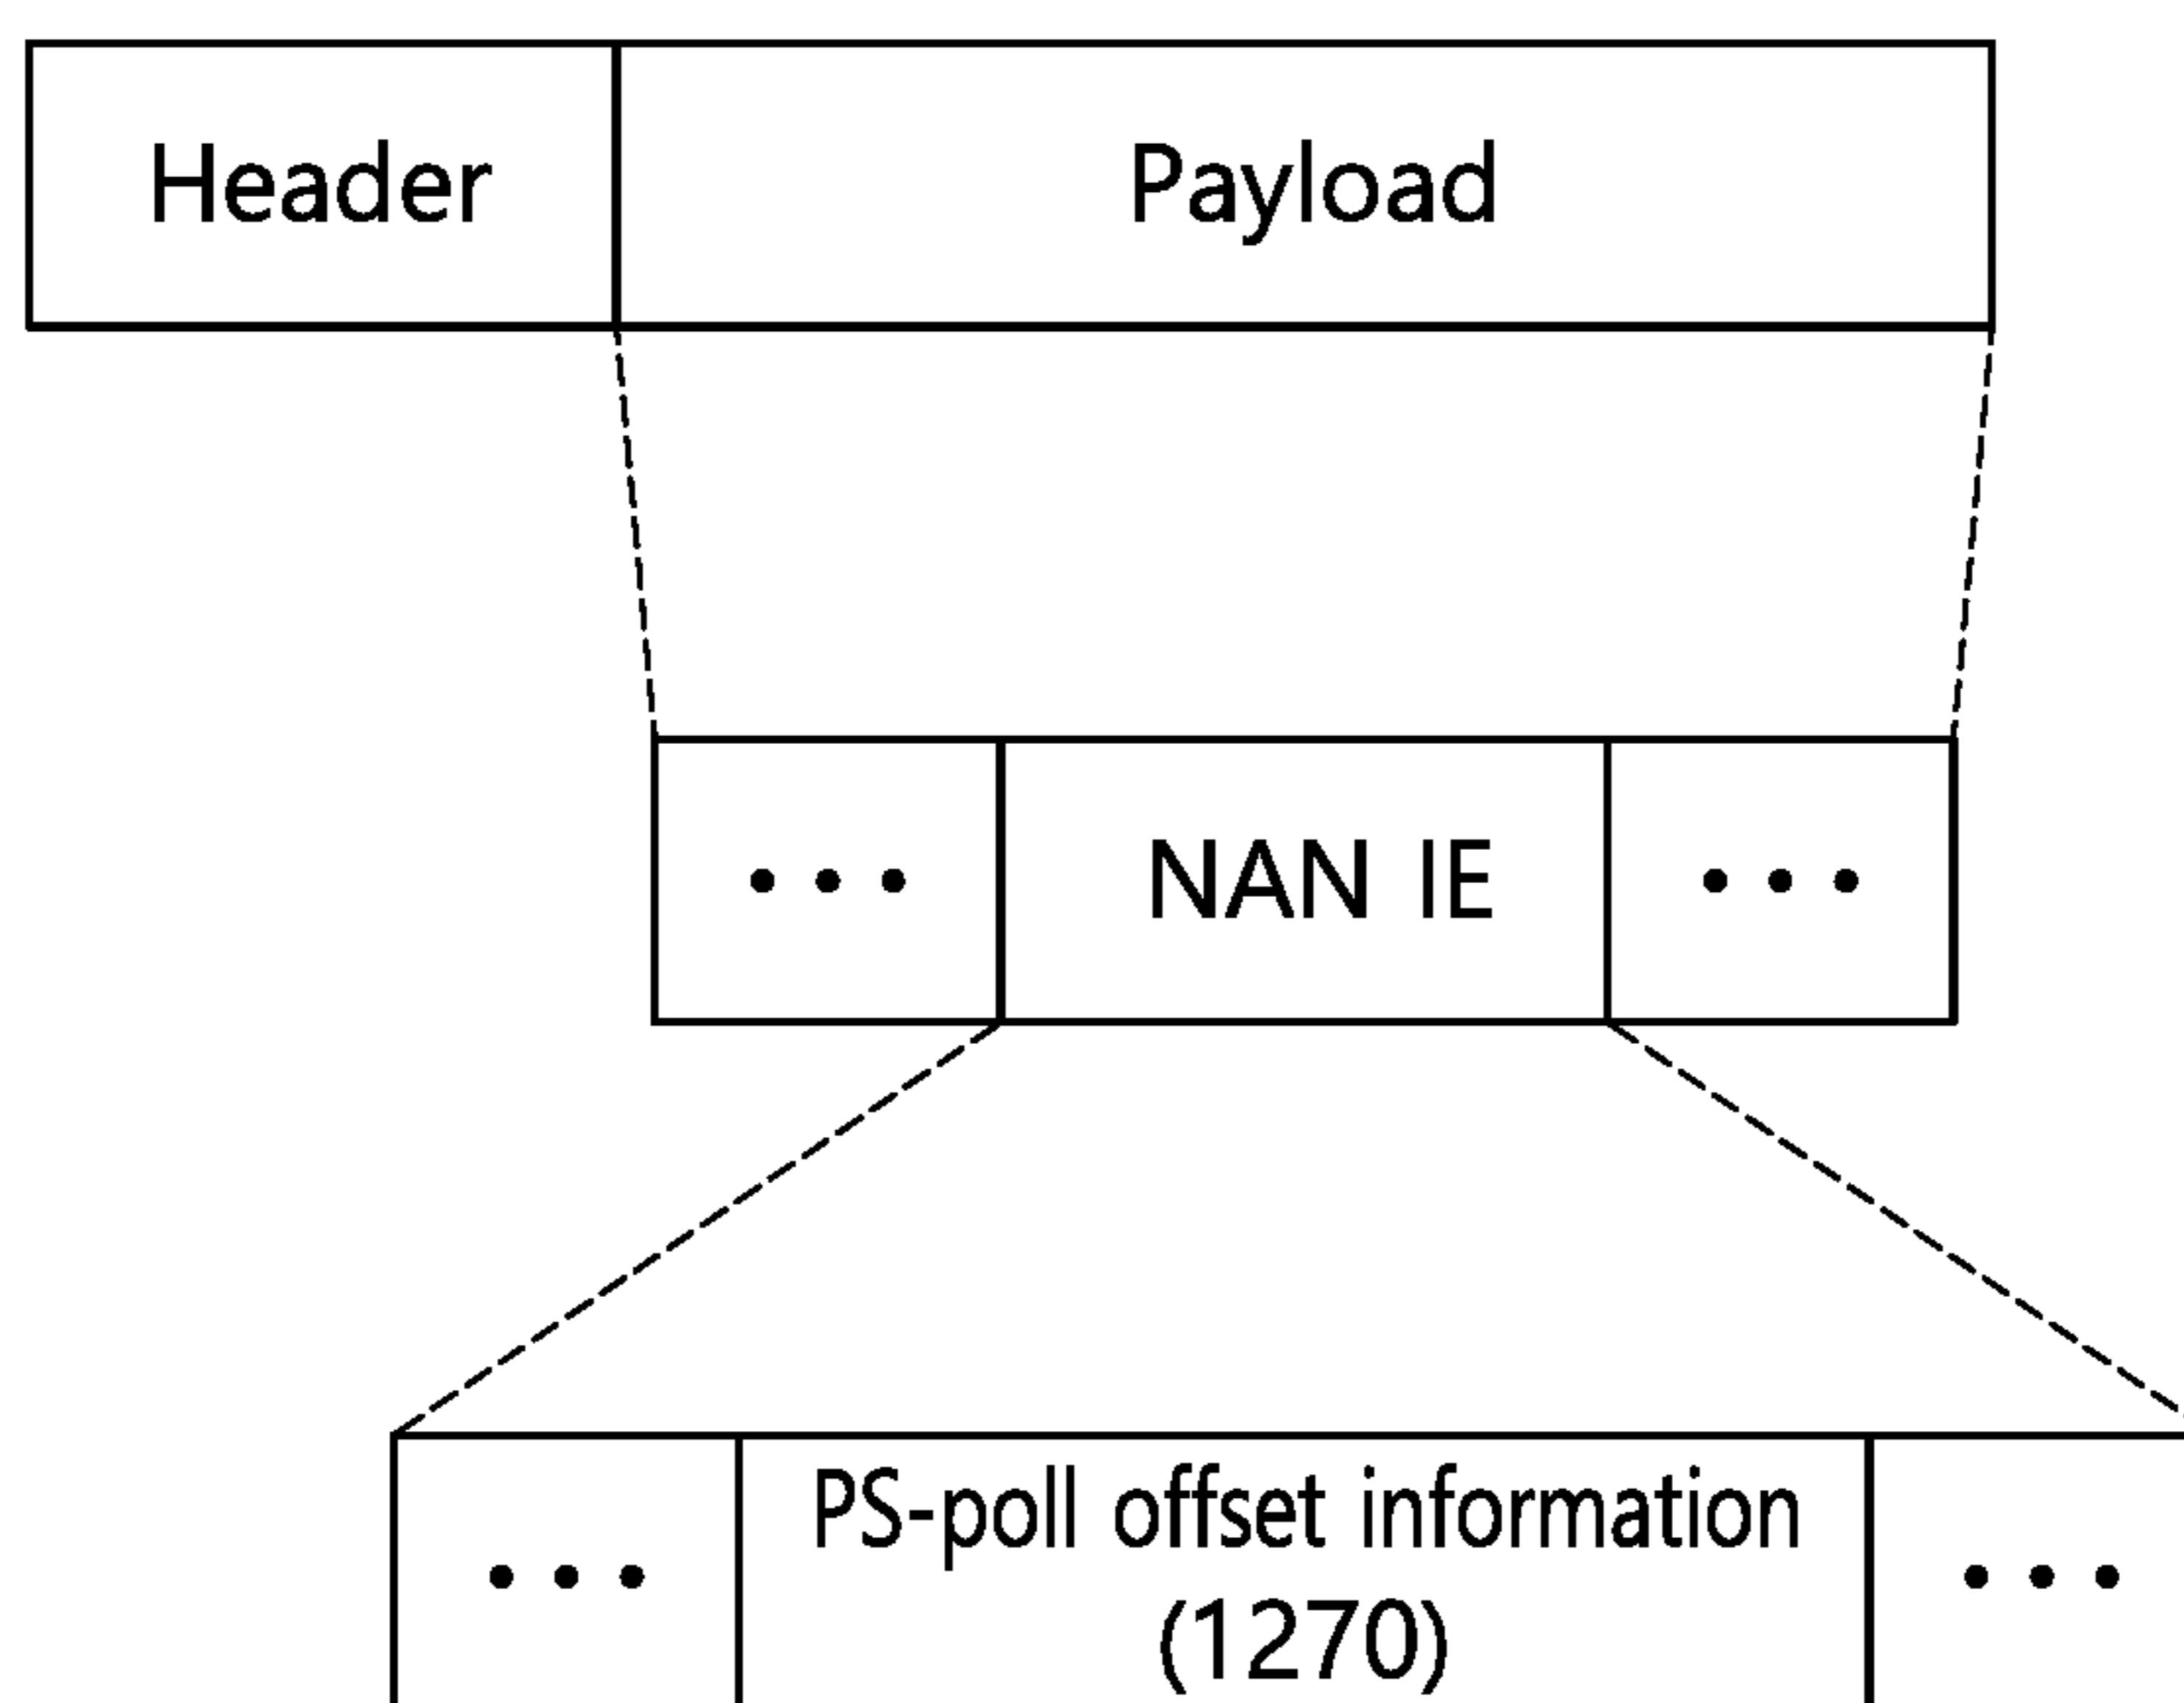 Header Payload
• • • NAN IE • • •
PS-poll offset information
• • • • • •
(1270)